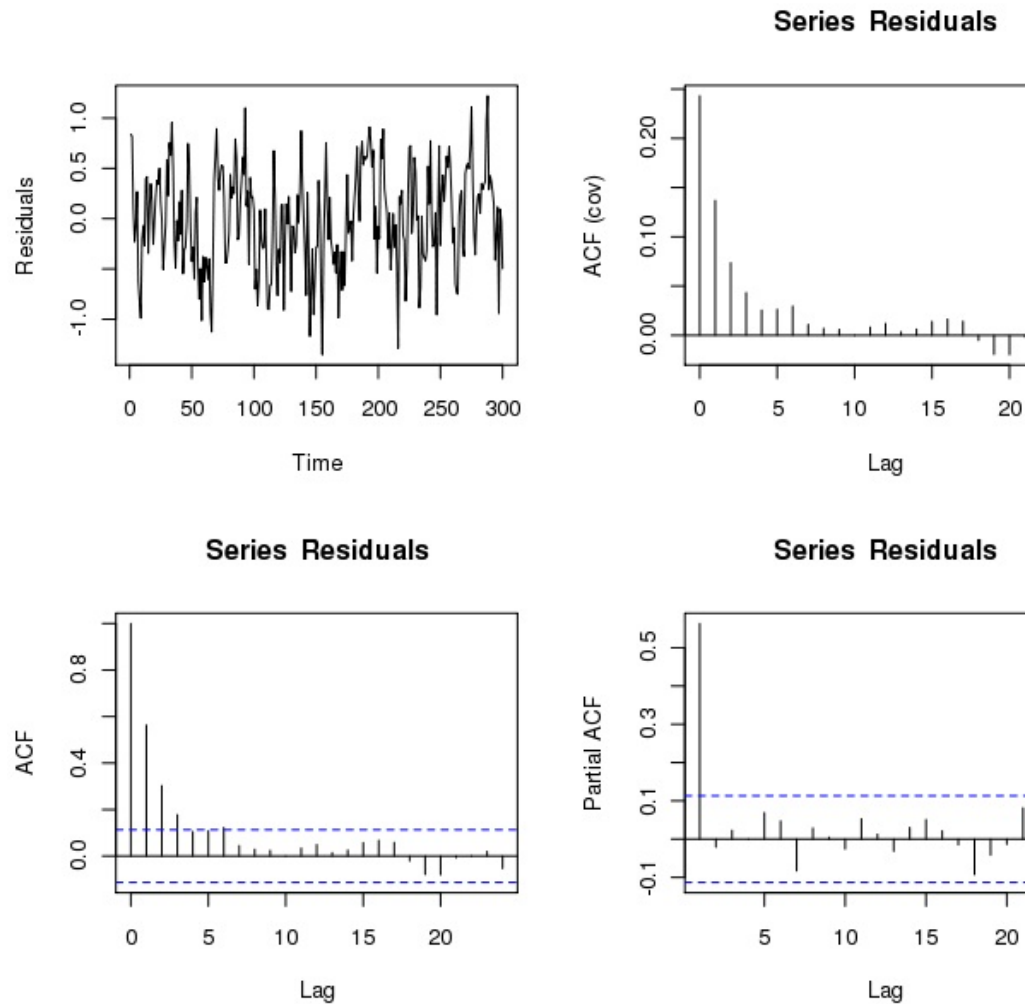 Residuals
1.0
0.5
0.0
-1.0
0 50 100 150 200 250 300
Time
Series Residuals
ACF (cov)
0.20
0.10
0.00
0 5 10 15 20
Lag
Series Residuals
ACF
0.8
0.4
0.0
0 5 10 15 20
Lag
Series Residuals
Partial ACF
0.5
0.3
0.1
-0.1
5 10 15 20
Lag